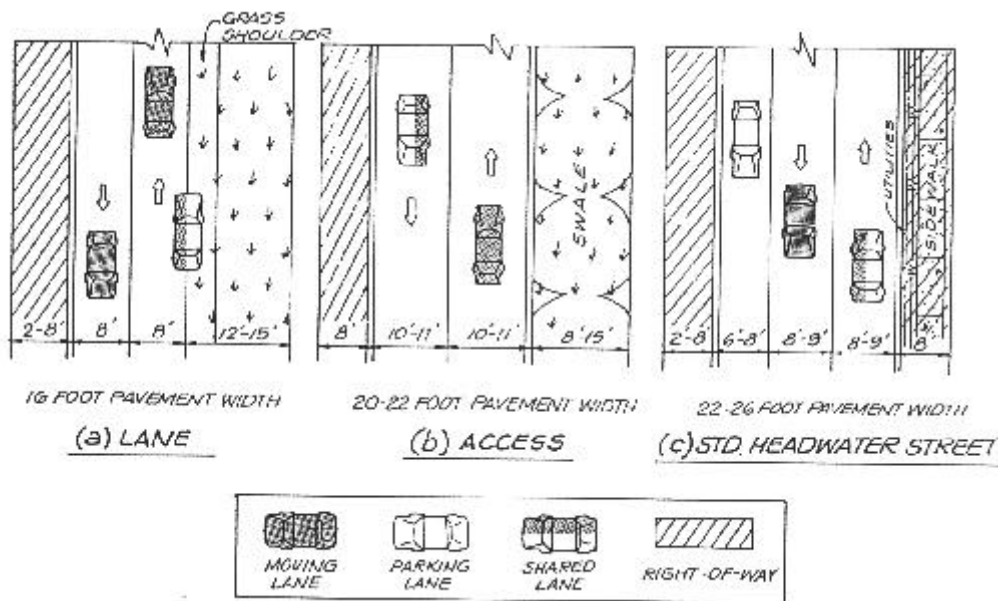 GRASS
SHOULDER
2-8'
8'
8'
12'-15'
16 FOOT PAVEMENT WIDTH
(a) LANE
SWALE
8'
10'-11'
10'-11'
8'-15'
20-22 FOOT PAVEMENT WIDTH
(b) ACCESS
UTILITIES
SIDEWALK
2-8'
6'-8'
8'-9'
8'-9'
8'
22-26 FOOT PAVEMENT WIDTH
(c) STD. HEADWATER STREET
MOVING
LANE
PARKING
LANE
SHARED
LANE
RIGHT-OF-WAY